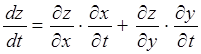 dz/dt = ∂z/∂x · ∂x/∂t + ∂z/∂y · ∂y/∂t